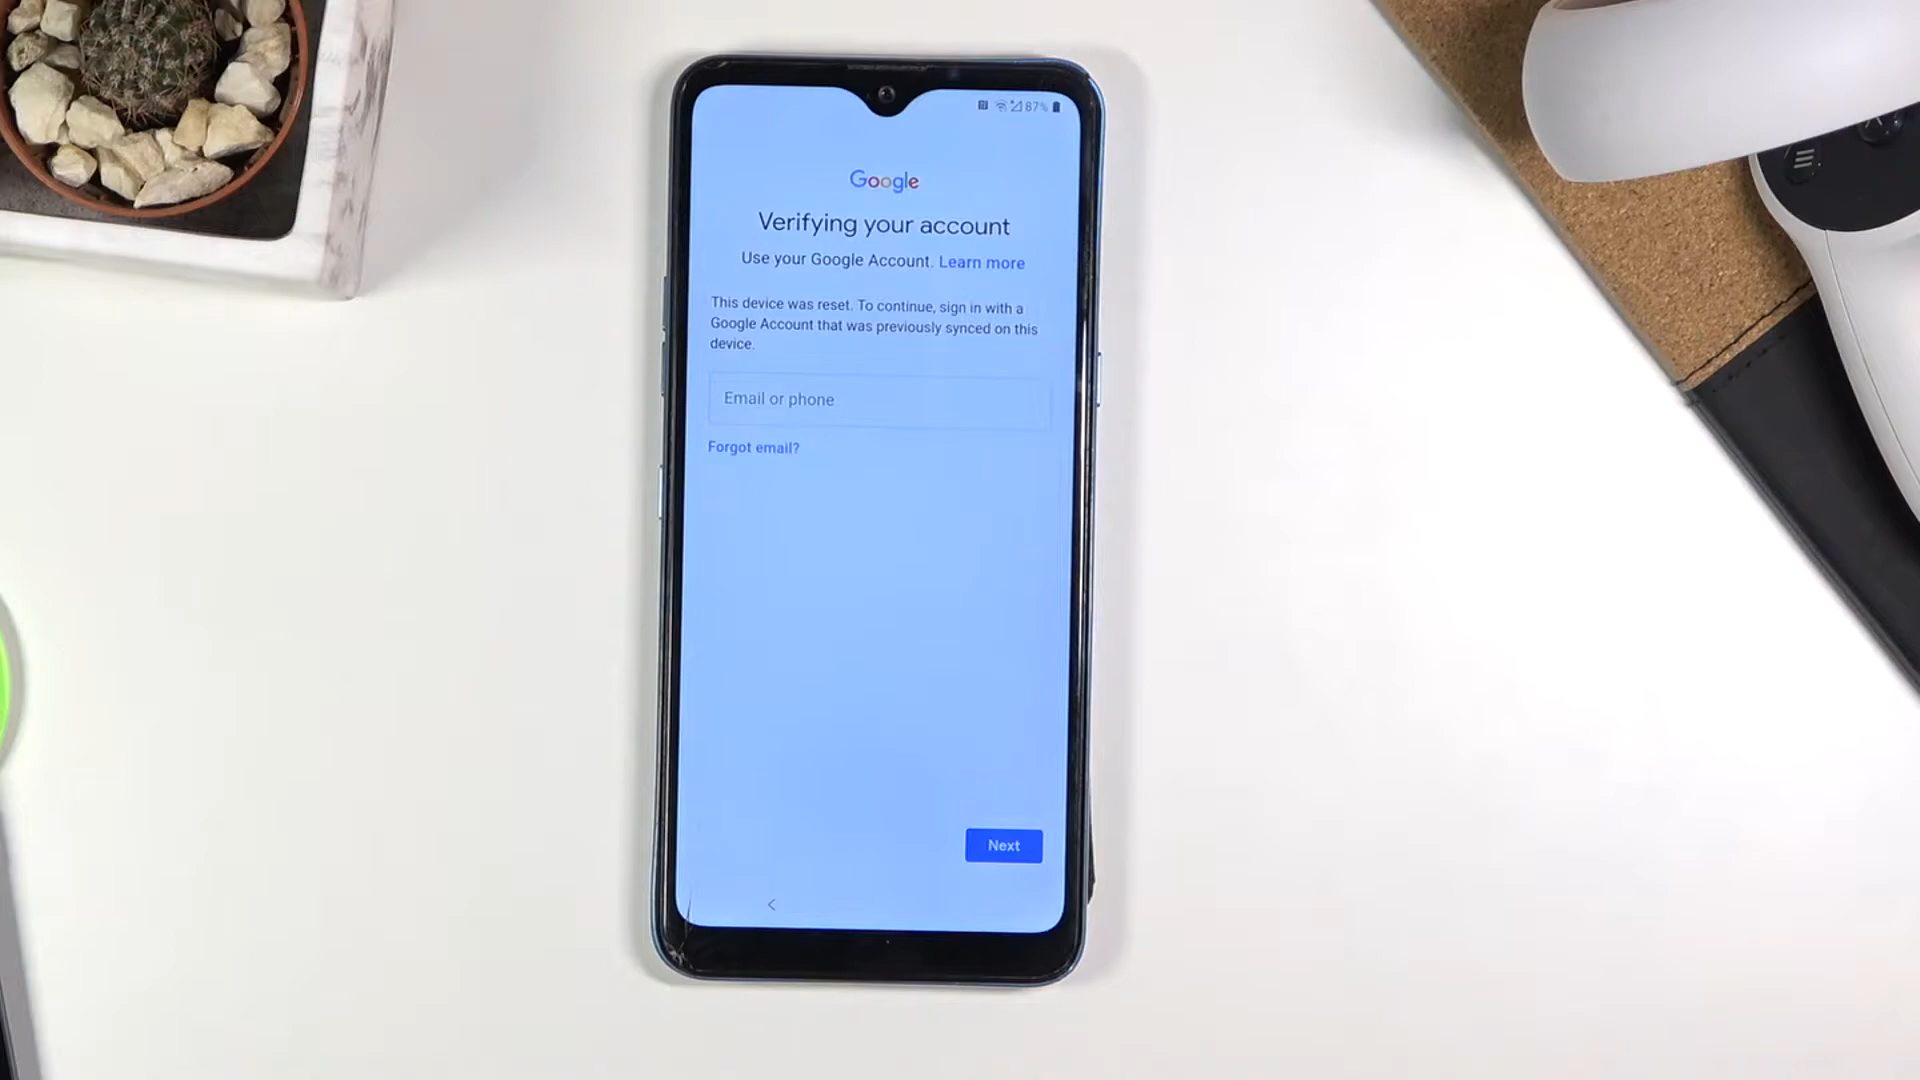 87%
Google
Verifying your account
Use your Google Account. Learn more
This device was reset. To continue, sign in with a
Google Account that was previously synced on this
device.
Email or phone
Forgot email?
Next